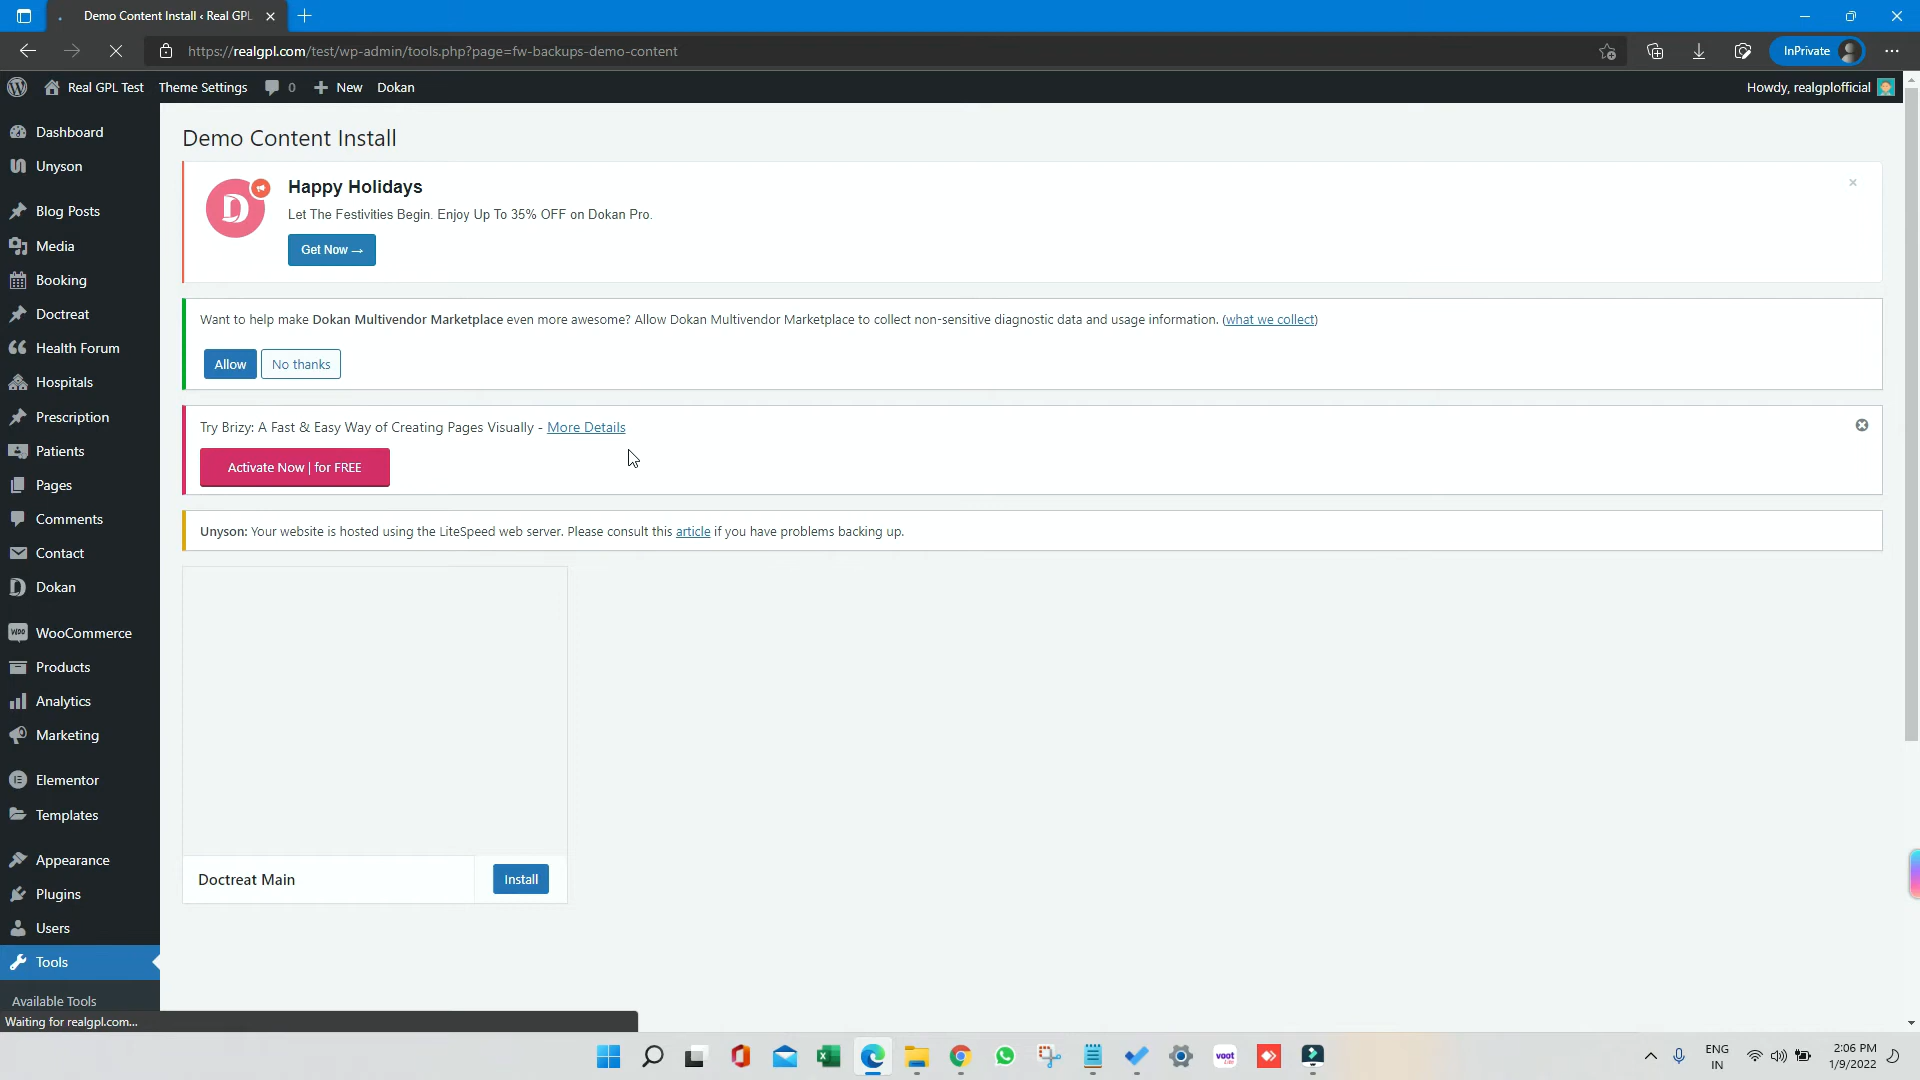 Demo Content Install ‹ Real GPL
https://realgpl.com/test/wp-admin/tools.php?page=fw-backups-demo-content
InPrivate
Real GPL Test
Theme Settings
0
New
Dokan
Howdy, realgplofficial
Dashboard
Unyson
Blog Posts
Media
Booking
Doctreat
Health Forum
Hospitals
Prescription
Patients
Pages
Comments
Contact
Dokan
WooCommerce
Products
Analytics
Marketing
Elementor
Templates
Appearance
Plugins
Users
Tools
Available Tools
Waiting for realgpl.com...
Demo Content Install
Happy Holidays
Let The Festivities Begin. Enjoy Up To 35% OFF on Dokan Pro.
Get Now →
Want to help make Dokan Multivendor Marketplace even more awesome? Allow Dokan Multivendor Marketplace to collect non-sensitive diagnostic data and usage information. (what we collect)
Allow
No thanks
Try Brizy: A Fast & Easy Way of Creating Pages Visually - More Details
Activate Now | for FREE
Unyson: Your website is hosted using the LiteSpeed web server. Please consult this article if you have problems backing up.
Doctreat Main
Install
voot
ENG
IN
2:06 PM
1/9/2022